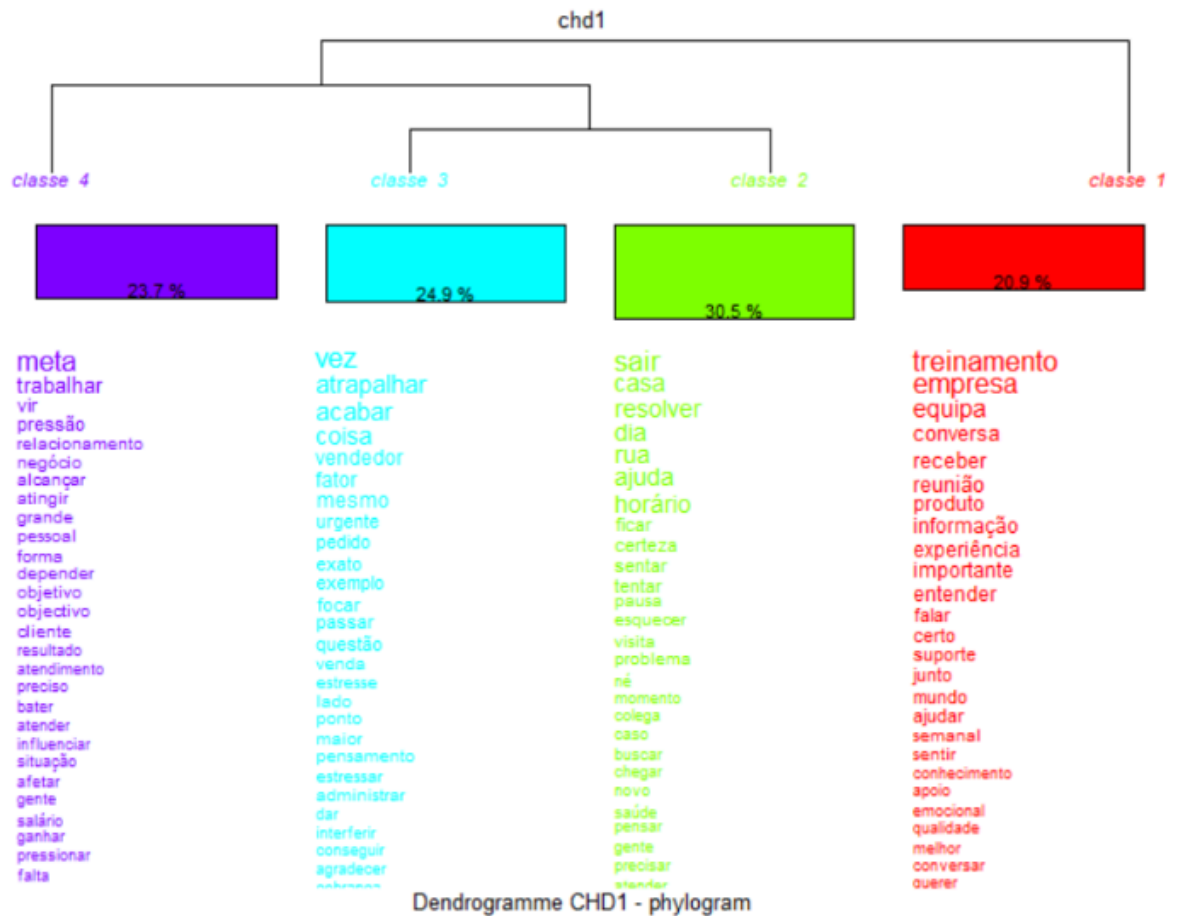 chd1
classe 4
classe 3
classe 2
classe 1
23.7 %
24.9 %
30.5 %
20.9 %
meta
trabalhar
vir
pressão
relacionamento
negócio
alcançar
atingir
grande
pessoal
forma
depender
objetivo
objectivo
cliente
resultado
atendimento
preciso
bater
atender
influenciar
situação
afetar
gente
salário
ganhar
pressionar
falta
vez
atrapalhar
acabar
coisa
vendedor
fator
mesmo
urgente
pedido
exato
exemplo
focar
passar
questão
venda
estresse
lado
ponto
maior
pensamento
estressar
administrar
dar
interferir
conseguir
agradecer
sair
casa
resolver
dia
rua
ajuda
horário
ficar
certeza
sentar
tentar
pausa
esquecer
visita
problema
né
momento
colega
caso
buscar
chegar
novo
saúde
pensar
gente
precisar
atender
treinamento
empresa
equipa
conversa
receber
reunião
produto
informação
experiência
importante
entender
falar
certo
suporte
junto
mundo
ajudar
semanal
sentir
conhecimento
apoio
emocional
qualidade
melhor
conversar
querer
Dendrogramme CHD1 - phylogram